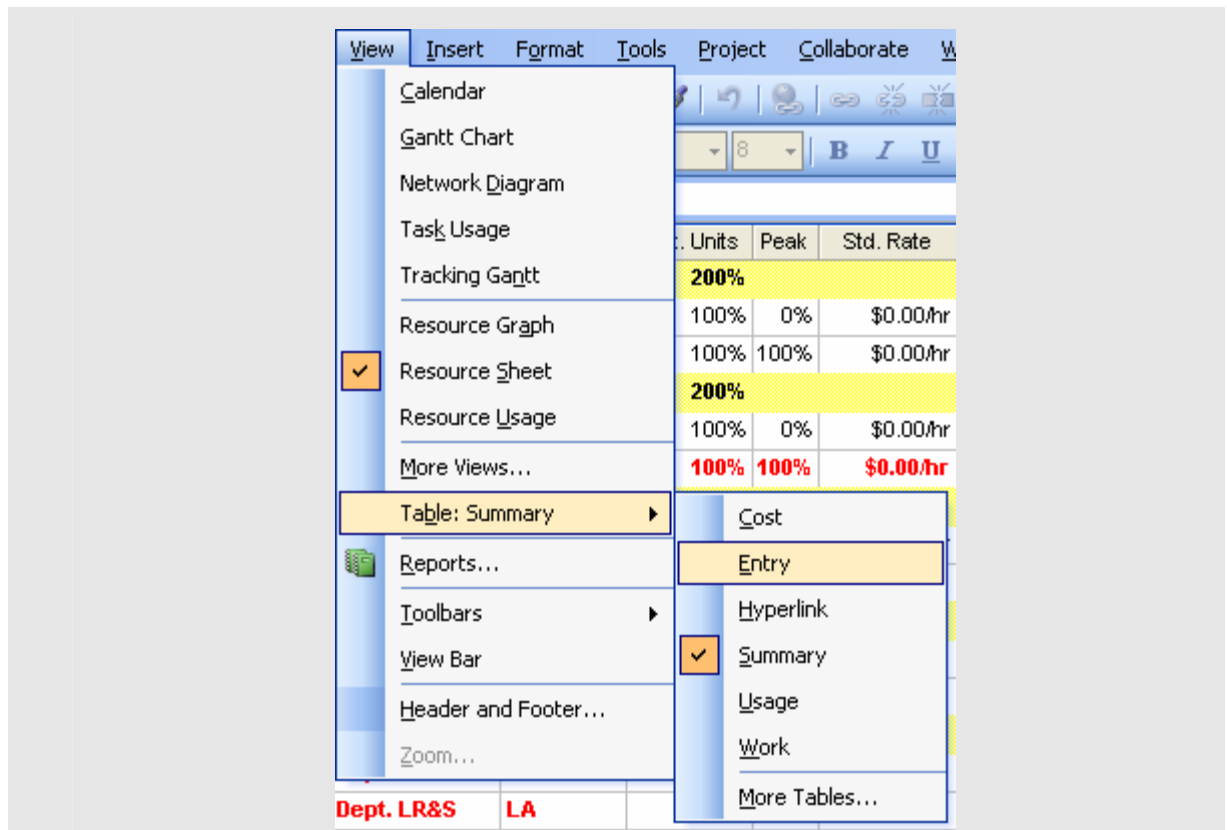 View Insert Format Tools Project Collaborate
Calendar
Gantt Chart
8 B I U
Network Diagram
Task Usage
. Units Peak Std. Rate
Tracking Gantt
200%
Resource Graph
100% 0% $0.00/hr
Resource Sheet
100% 100% $0.00/hr
200%
Resource Usage
100% 0% $0.00/hr
More Views...
100% 100% $0.00/hr
Table: Summary
Cost
Reports...
Entry
Toolbars
Hyperlink
View Bar
Summary
Header and Footer...
Usage
Zoom...
Work
More Tables...
Dept. LR&S LA